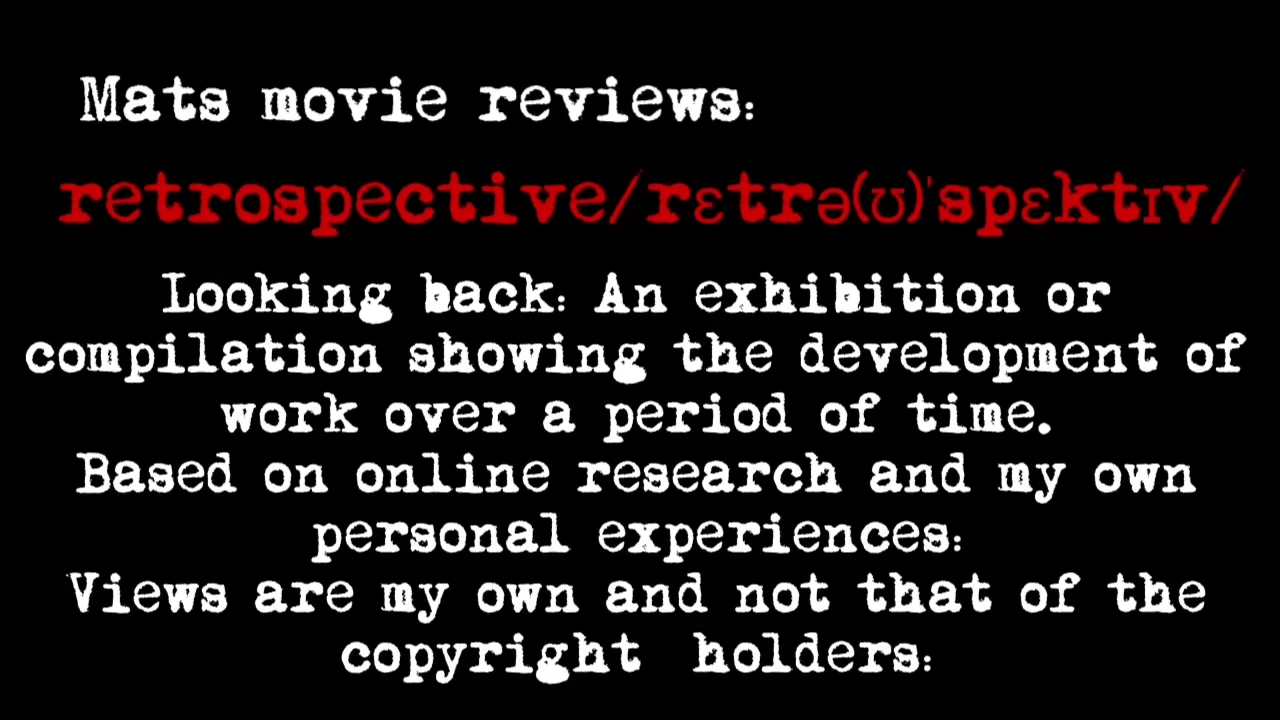 Mats movie reviews:
retrospective/rɛtrə(ʊ)ˈspɛktɪv/
Looking back: An exhibition or
compilation showing the development of
work over a period of time.
Based on online research and my own
personal experiences:
Views are my own and not that of the
copyright holders: